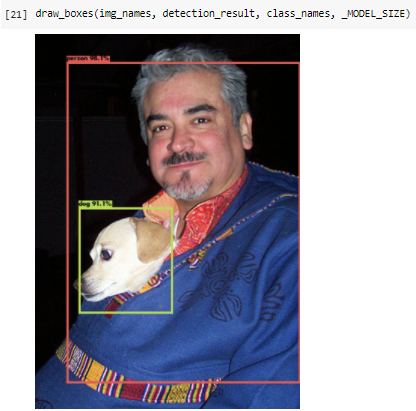 [21] draw_boxes(img_names, detection_result, class_names, _MODEL_SIZE)
person 98.1%
dog 91.1%